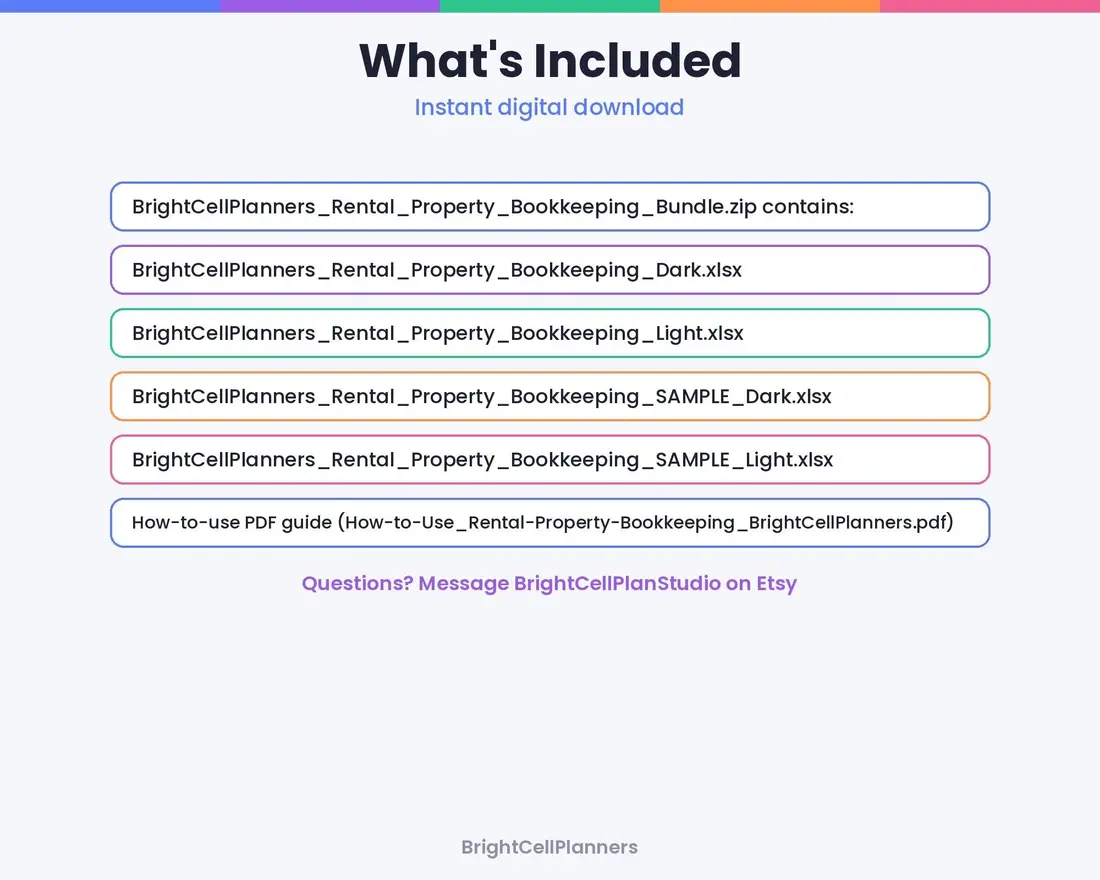 What's Included
Instant digital download
BrightCellPlanners_Rental_Property_Bookkeeping_Bundle.zip contains:
BrightCellPlanners_Rental_Property_Bookkeeping_Dark.xlsx
BrightCellPlanners_Rental_Property_Bookkeeping_Light.xlsx
BrightCellPlanners_Rental_Property_Bookkeeping_SAMPLE_Dark.xlsx
BrightCellPlanners_Rental_Property_Bookkeeping_SAMPLE_Light.xlsx
How-to-use PDF guide (How-to-Use_Rental-Property-Bookkeeping_BrightCellPlanners.pdf)
Questions? Message BrightCellPlanStudio on Etsy
BrightCellPlanners